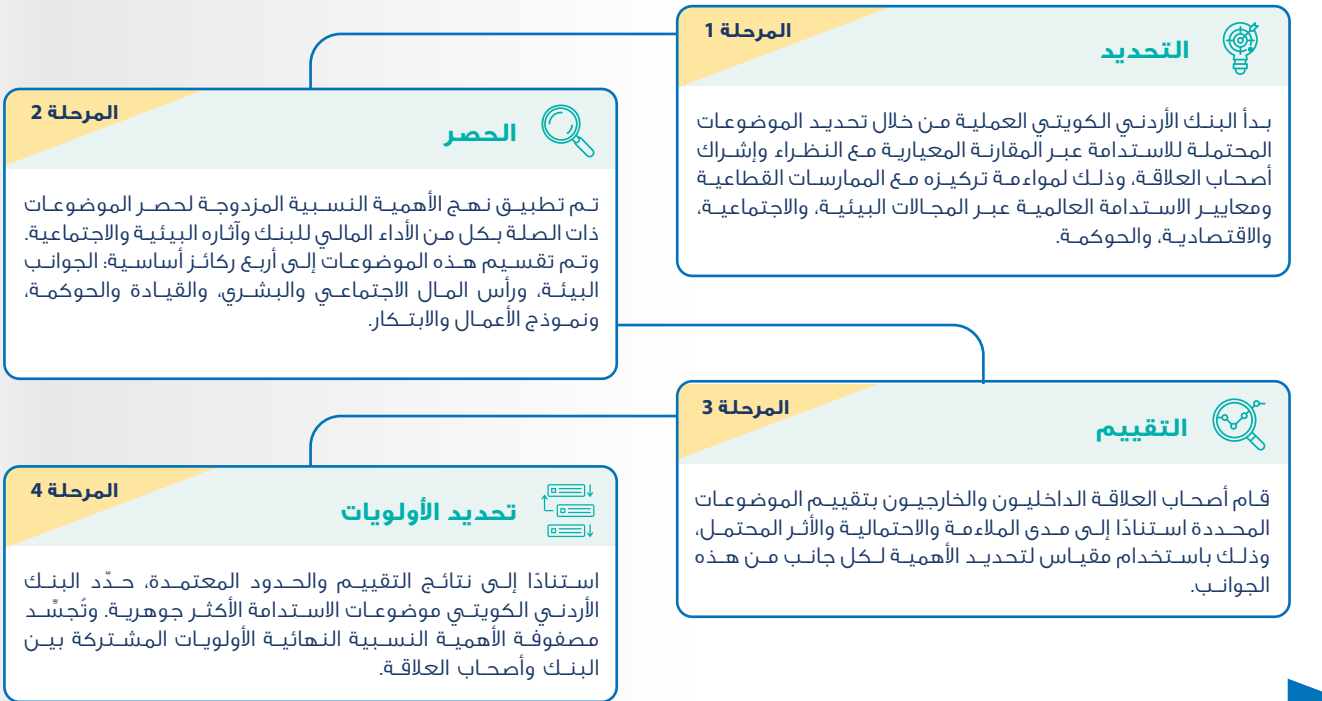 المرحلة 1
التحديد
بدأ البنك الأردني الكويتي العملية من خلال تحديد الموضوعات
المحتملة للاستدامة عبر المقارنة المعيارية مع النظراء وإشراك
أصحاب العلاقة، وذلك لمواءمة تركيزه مع الممارسات القطاعية
ومعايير الاستدامة العالمية عبر المجالات البيئية، والاجتماعية،
والاقتصادية، والحوكمة.
المرحلة 2
الحصر
تم تطبيق نهج الأهمية النسبية المزدوجة لحصر الموضوعات
ذات الصلة بكل من الأداء المالي للبنك وآثاره البيئية والاجتماعية.
وتم تقسيم هذه الموضوعات إلى أربع ركائز أساسية: الجوانب
البيئة، ورأس المال الاجتماعي والبشري، والقيادة والحوكمة،
ونموذج الأعمال والابتكار.
المرحلة 3
التقييم
قام أصحاب العلاقة الداخليون والخارجيون بتقييم الموضوعات
المحددة استنادًا إلى مدى الملاءمة والاحتمالية والأثر المحتمل،
وذلك باستخدام مقياس لتحديد الأهمية لكل جانب من هذه
الجوانب.
المرحلة 4
تحديد الأولويات
استنادًا إلى نتائج التقييم والحدود المعتمدة، حدّد البنك
الأردني الكويتي موضوعات الاستدامة الأكثر جوهرية. وتُجسِّد
مصفوفة الأهمية النسبية النهائية الأولويات المشتركة بين
البنك وأصحاب العلاقة.